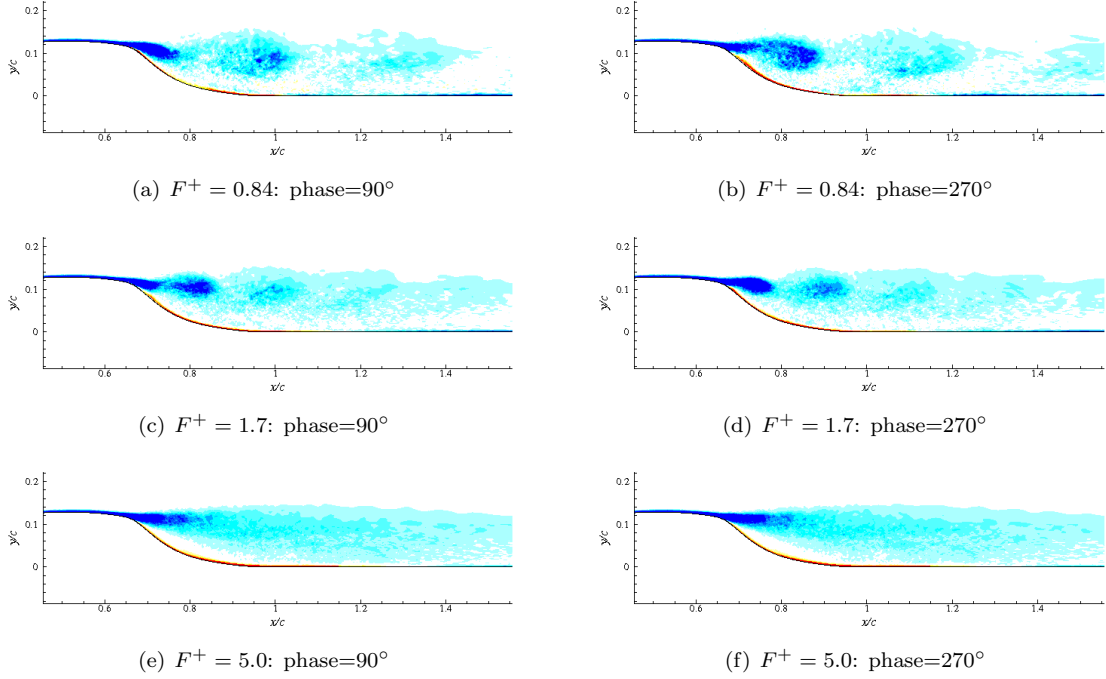 0.2
0.2
y/c
0.1
y/c
0.1
0
0
0.6
0.8
1
1.2
1.4
0.6
0.8
1
1.2
1.4
x/c
x/c
(a) F⁺ = 0.84: phase=90°
(b) F⁺ = 0.84: phase=270°
0.2
0.2
y/c
0.1
y/c
0.1
0
0
0.6
0.8
1
1.2
1.4
0.6
0.8
1
1.2
1.4
x/c
x/c
(c) F⁺ = 1.7: phase=90°
(d) F⁺ = 1.7: phase=270°
0.2
0.2
y/c
0.1
y/c
0.1
0
0
0.6
0.8
1
1.2
1.4
0.6
0.8
1
1.2
1.4
x/c
x/c
(e) F⁺ = 5.0: phase=90°
(f) F⁺ = 5.0: phase=270°